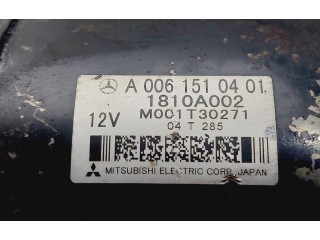 A 006 151 04 01
1810A002
M001T30271
12V
04 T 285
MITSUBISHI ELECTRIC CORP. JAPAN